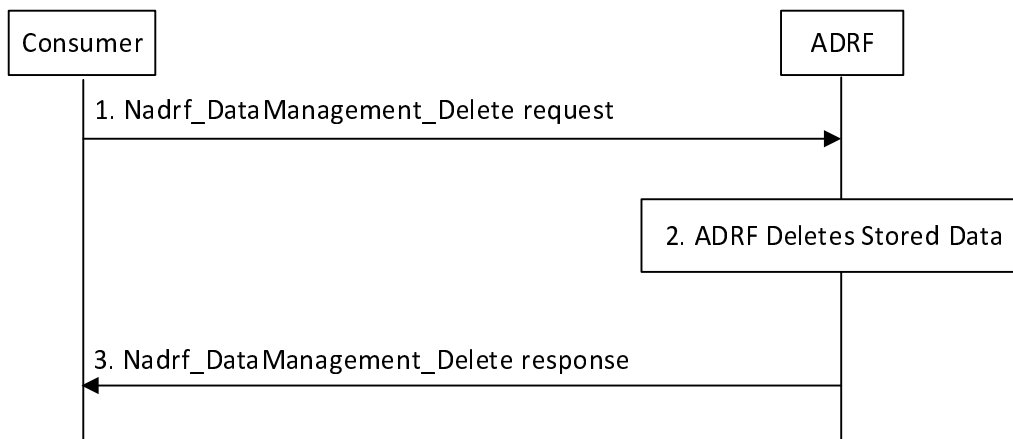 Consumer
ADRF
1. Nadrf_DataManagement_Delete request
2. ADRF Deletes Stored Data
3. Nadrf_DataManagement_Delete response